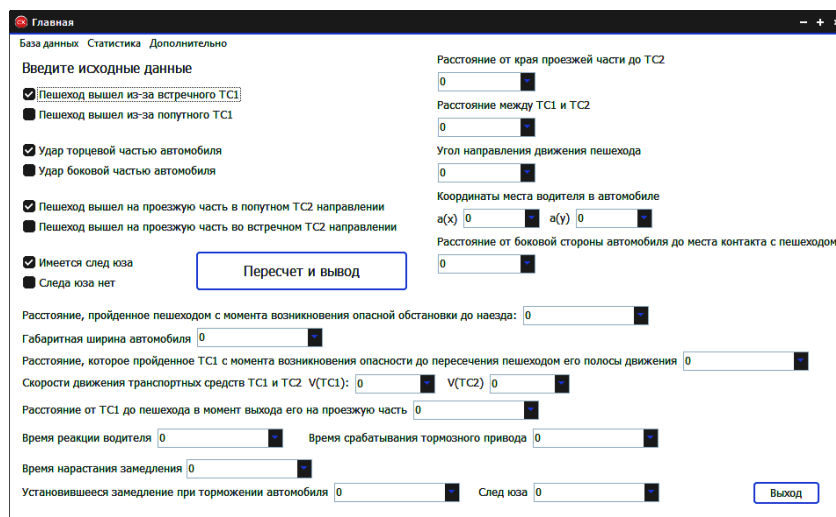 Главная
База данных Статистика Дополнительно
Введите исходные данные
Пешеход вышел из-за встречного ТС1
Пешеход вышел из-за попутного ТС1
Удар торцевой частью автомобиля
Удар боковой частью автомобиля
Пешеход вышел на проезжую часть в попутном ТС2 направлении
Пешеход вышел на проезжую часть во встречном ТС2 направлении
Имеется след юза
Следа юза нет
Пересчет и вывод
Расстояние от края проезжей части до ТС2
0
Расстояние между ТС1 и ТС2
0
Угол направления движения пешехода
0
Координаты места водителя в автомобиле
a(x) 0 a(y) 0
Расстояние от боковой стороны автомобиля до места контакта с пешеходом
0
Расстояние, пройденное пешеходом с момента возникновения опасной обстановки до наезда: 0
Габаритная ширина автомобиля 0
Расстояние, которое пройденное ТС1 с момента возникновения опасности до пересечения пешеходом его полосы движения 0
Скорости движения транспортных средств ТС1 и ТС2 V(ТС1): 0 V(ТС2) 0
Расстояние от ТС1 до пешехода в момент выхода его на проезжую часть 0
Время реакции водителя 0 Время срабатывания тормозного привода 0
Время нарастания замедления 0
Установившееся замедление при торможении автомобиля 0 След юза 0
Выход